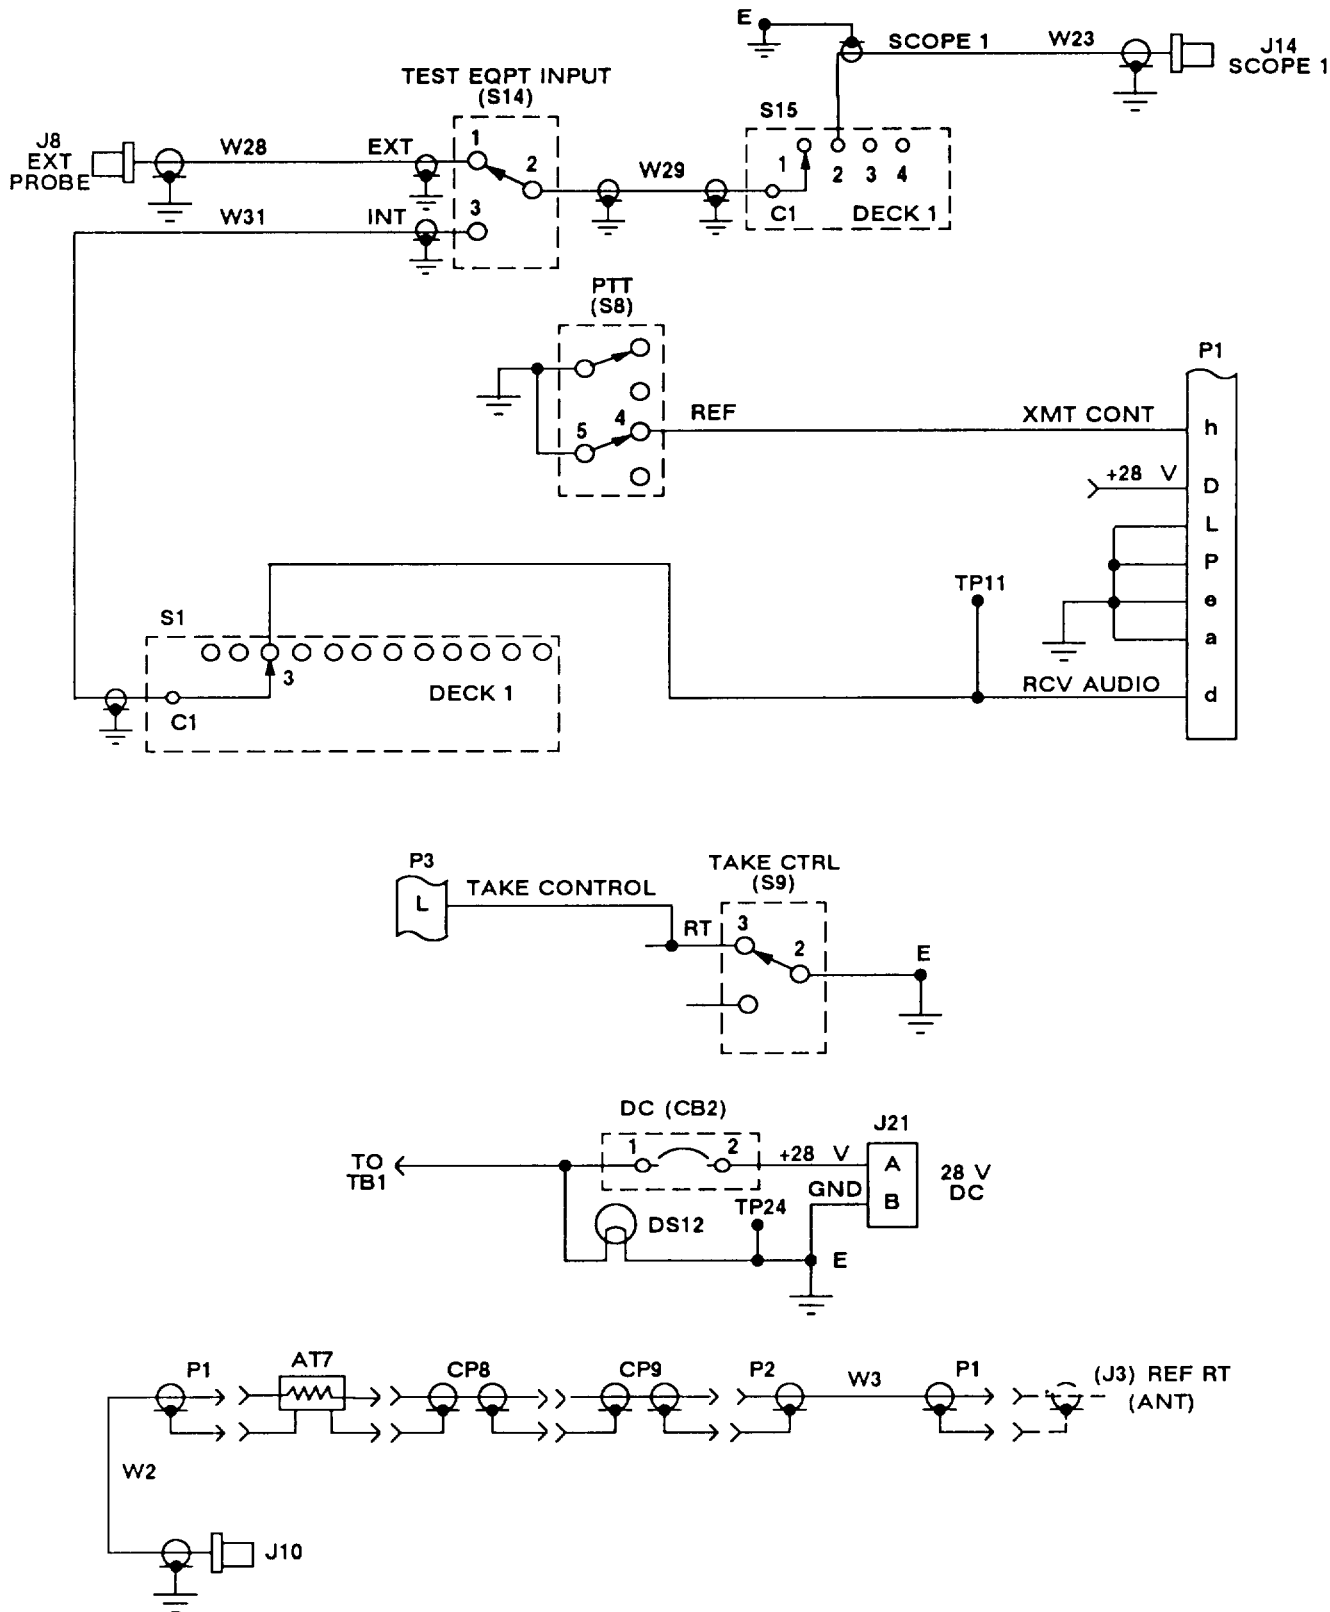 E
SCOPE 1
W23
J14
SCOPE 1
TEST EQPT INPUT
(S14)
S15
J8
EXT
PROBE
W28
EXT
1
2
W29
1
2
3
4
C1
DECK 1
W31
INT
3
PTT
(S8)
P1
5
4
REF
XMT CONT
h
+28 V
D
L
P
TP11
e
a
S1
3
DECK 1
C1
RCV AUDIO
d
P3
L
TAKE CONTROL
TAKE CTRL
(S9)
RT
3
2
E
DC (CB2)
J21
TO
TB1
1
2
+28 V
A
28 V
DC
GND
B
TP24
DS12
E
P1
AT7
CP8
CP9
P2
W3
P1
(J3) REF RT
(ANT)
W2
J10